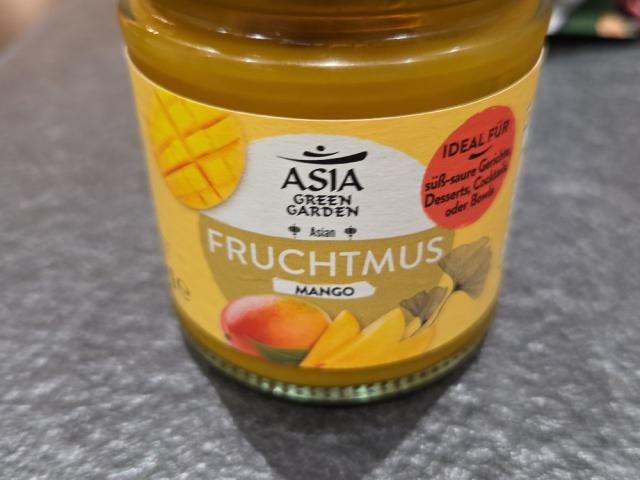 ASIA
GREEN
GARDEN
Asian
FRUCHTMUS
MANGO
IDEAL FÜR
süß-saure Gerichte,
Desserts, Cocktails
oder Bowls